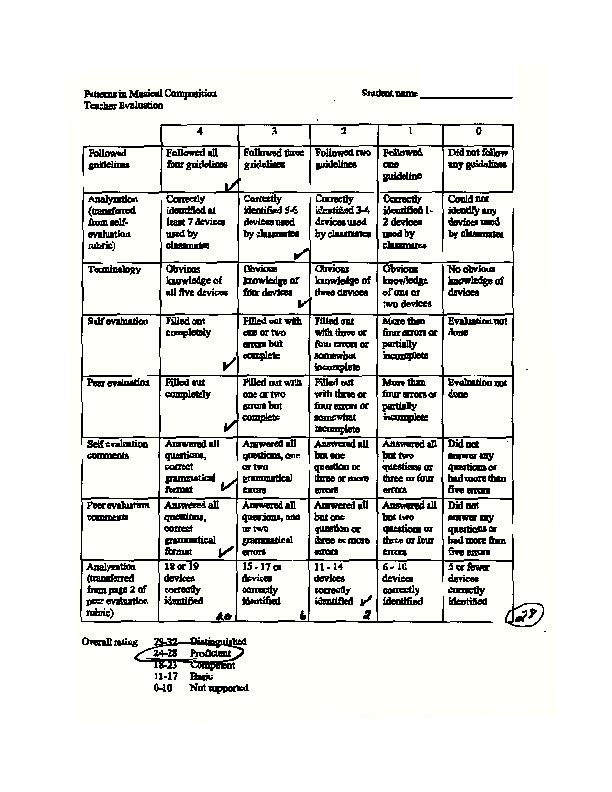 Patterns in Musical Composition Student name
Teacher Evaluation
4 3 2 1 0
Followed guidelines
Followed all four guidelines ✓
Followed three guidelines
Followed two guidelines
Followed one guideline
Did not follow any guidelines
Analyzation (transferred from self-evaluation rubric)
Correctly identified at least 7 devices used by classmates
Correctly identified 5-6 devices used by classmates ✓
Correctly identified 3-4 devices used by classmates
Correctly identified 1-2 devices used by classmates
Could not identify any devices used by classmates
Terminology
Obvious knowledge of all five devices
Obvious knowledge of four devices ✓
Obvious knowledge of three devices
Obvious knowledge of one or two devices
No obvious knowledge of devices
Self evaluation
Filled out completely ✓
Filled out with one or two errors but complete
Filled out with three or four errors or somewhat incomplete
More than four errors or partially incomplete
Evaluation not done
Peer evaluation
Filled out completely ✓
Filled out with one or two errors but complete
Filled out with three or four errors or somewhat incomplete
More than four errors or partially incomplete
Evaluation not done
Self evaluation comments
Answered all questions, correct grammatical format ✓
Answered all questions, one or two grammatical errors
Answered all but one question or three or more errors
Answered all but two questions or three or four errors
Did not answer any questions or had more than five errors
Peer evaluation comments
Answered all questions, correct grammatical format ✓
Answered all questions, one or two grammatical errors
Answered all but one question or three or more errors
Answered all but two questions or three or four errors
Did not answer any questions or had more than five errors
Analyzation (transferred from page 2 of peer evaluation rubric)
18 or 19 devices correctly identified
15 - 17 or devices correctly identified
11 - 14 devices correctly identified ✓
6 - 10 devices correctly identified
5 or fewer devices correctly identified
20 6 2 28
Overall rating 29-32 Distinguished
24-28 Proficient
18-23 Competent
11-17 Basic
0-10 Not supported